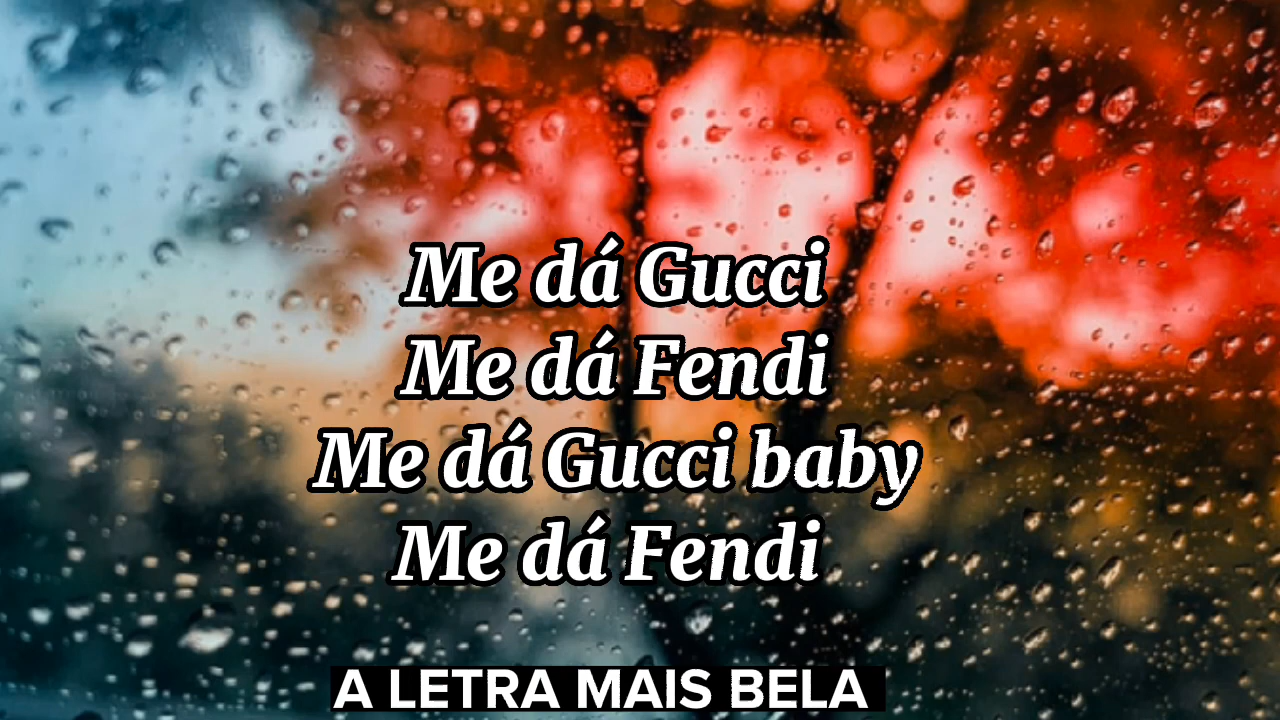 Me dá Gucci
Me dá Fendi
Me dá Gucci baby
Me dá Fendi
A LETRA MAIS BELA